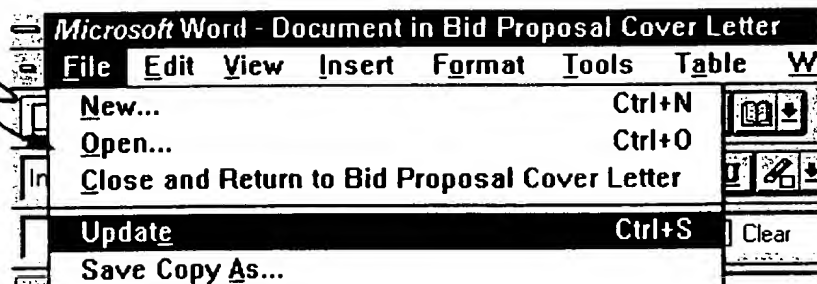 Microsoft Word - Document in Bid Proposal Cover Letter
File Edit View Insert Format Tools Table W
New... Ctrl+N
Open... Ctrl+O
Close and Return to Bid Proposal Cover Letter
Update Ctrl+S
Clear
Save Copy As...